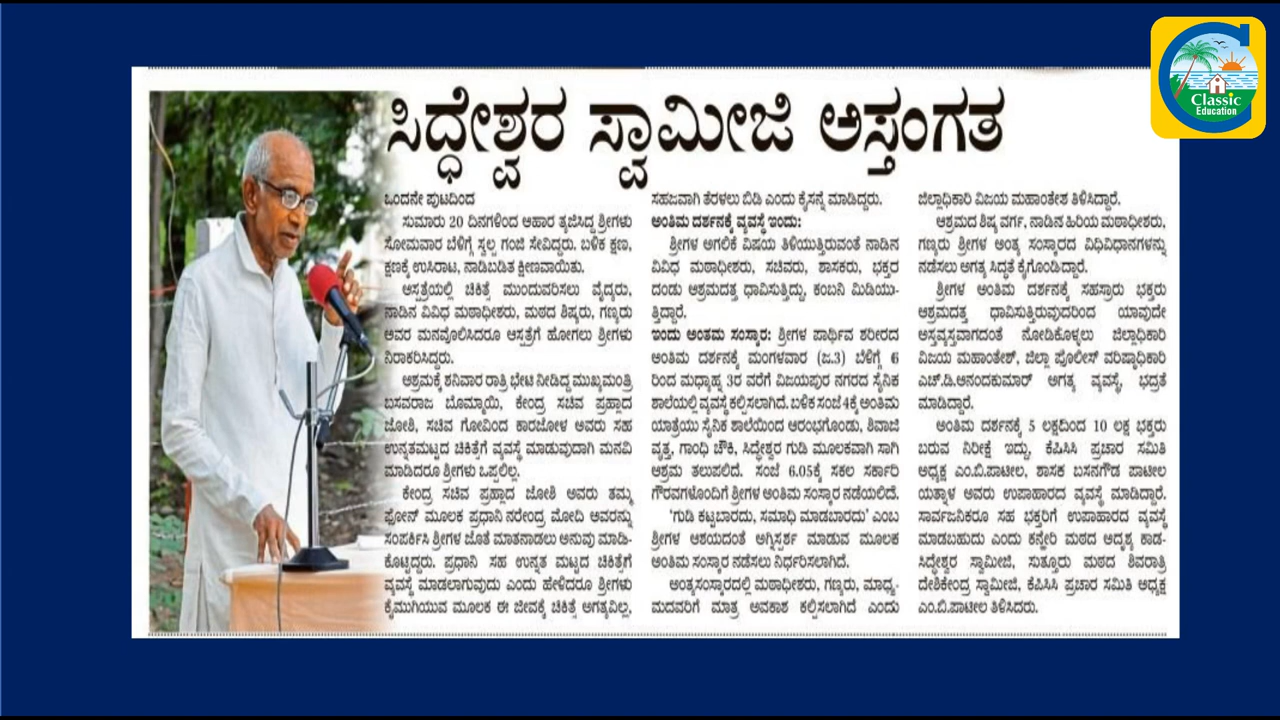 ಸಿದ್ಧೇಶ್ವರ ಸ್ವಾಮೀಜಿ ಅಸ್ತಂಗತ
ಒಂದನೇ ಪುಟದಿಂದ
ಸುಮಾರು 20 ದಿನಗಳಿಂದ ಆಹಾರ ತ್ಯಜಿಸಿದ್ದ ಶ್ರೀಗಳು
ಸೋಮವಾರ ಬೆಳಿಗ್ಗೆ ಸ್ವಲ್ಪ ಗಂಜಿ ಸೇವಿದ್ದರು. ಬಳಿಕ ಕ್ಷಣ,
ಕ್ಷಣಕ್ಕೆ ಉಸಿರಾಟ, ನಾಡಿಬಡಿತ ಕ್ಷೀಣವಾಯಿತು.
ಆಸ್ಪತ್ರೆಯಲ್ಲಿ ಚಿಕಿತ್ಸೆ ಮುಂದುವರಿಸಲು ವೈದ್ಯರು,
ನಾಡಿನ ವಿವಿಧ ಮಠಾಧೀಶರು, ಮಠದ ಶಿಷ್ಯರು, ಗಣ್ಯರು
ಅವರ ಮನವೊಲಿಸಿದರೂ ಆಸ್ಪತ್ರೆಗೆ ಹೋಗಲು ಶ್ರೀಗಳು
ನಿರಾಕರಿಸಿದ್ದರು.
ಆಶ್ರಮಕ್ಕೆ ಶನಿವಾರ ರಾತ್ರಿ ಭೇಟಿ ನೀಡಿದ್ದ ಮುಖ್ಯಮಂತ್ರಿ
ಬಸವರಾಜ ಬೊಮ್ಮಾಯಿ, ಕೇಂದ್ರ ಸಚಿವ ಪ್ರಹ್ಲಾದ
ಜೋಶಿ, ಸಚಿವ ಗೋವಿಂದ ಕಾರಜೋಳ ಅವರು ಸಹ
ಉನ್ನತಮಟ್ಟದ ಚಿಕಿತ್ಸೆಗೆ ವ್ಯವಸ್ಥೆ ಮಾಡುವುದಾಗಿ ಮನವಿ
ಮಾಡಿದರೂ ಶ್ರೀಗಳು ಒಪ್ಪಲಿಲ್ಲ.
ಕೇಂದ್ರ ಸಚಿವ ಪ್ರಹ್ಲಾದ ಜೋಶಿ ಅವರು ತಮ್ಮ
ಫೋನ್ ಮೂಲಕ ಪ್ರಧಾನಿ ನರೇಂದ್ರ ಮೋದಿ ಅವರನ್ನು
ಸಂಪರ್ಕಿಸಿ ಶ್ರೀಗಳ ಜೊತೆ ಮಾತನಾಡಲು ಅನುವು ಮಾಡಿ-
ಕೊಟ್ಟಿದ್ದರು. ಪ್ರಧಾನಿ ಸಹ ಉನ್ನತ ಮಟ್ಟದ ಚಿಕಿತ್ಸೆಗೆ
ವ್ಯವಸ್ಥೆ ಮಾಡಲಾಗುವುದು ಎಂದು ಹೇಳಿದರೂ ಶ್ರೀಗಳು
ಕೈಮುಗಿಯುವ ಮೂಲಕ ಈ ಜೀವಕ್ಕೆ ಚಿಕಿತ್ಸೆ ಅಗತ್ಯವಿಲ್ಲ,
ಸಹಜವಾಗಿ ತೆರಳಲು ಬಿಡಿ ಎಂದು ಕೈಸನ್ನೆ ಮಾಡಿದ್ದರು.
ಅಂತಿಮ ದರ್ಶನಕ್ಕೆ ವ್ಯವಸ್ಥೆ ಇಂದು:
ಶ್ರೀಗಳ ಅಗಲಿಕೆ ವಿಷಯ ತಿಳಿಯುತ್ತಿರುವಂತೆ ನಾಡಿನ
ವಿವಿಧ ಮಠಾಧೀಶರು, ಸಚಿವರು, ಶಾಸಕರು, ಭಕ್ತರ
ದಂಡು ಆಶ್ರಮದತ್ತ ಧಾವಿಸುತ್ತಿದ್ದು, ಕಂಬನಿ ಮಿಡಿಯು-
ತ್ತಿದ್ದಾರೆ.
ಇಂದು ಅಂತಮ ಸಂಸ್ಕಾರ: ಶ್ರೀಗಳ ಪಾರ್ಥಿವ ಶರೀರದ
ಅಂತಿಮ ದರ್ಶನಕ್ಕೆ ಮಂಗಳವಾರ (ಜ.3) ಬೆಳಿಗ್ಗೆ 6
ರಿಂದ ಮಧ್ಯಾಹ್ನ 3ರ ವರೆಗೆ ವಿಜಯಪುರ ನಗರದ ಸೈನಿಕ
ಶಾಲೆಯಲ್ಲಿ ವ್ಯವಸ್ಥೆ ಕಲ್ಪಿಸಲಾಗಿದೆ. ಬಳಿಕ ಸಂಜೆ 4ಕ್ಕೆ ಅಂತಿಮ
ಯಾತ್ರೆಯು ಸೈನಿಕ ಶಾಲೆಯಿಂದ ಆರಂಭಗೊಂಡು, ಶಿವಾಜಿ
ವೃತ್ತ, ಗಾಂಧಿ ಚೌಕಿ, ಸಿದ್ದೇಶ್ವರ ಗುಡಿ ಮೂಲಕವಾಗಿ ಸಾಗಿ
ಆಶ್ರಮ ತಲುಪಲಿದೆ. ಸಂಜೆ 6.05ಕ್ಕೆ ಸಕಲ ಸರ್ಕಾರಿ
ಗೌರವಗಳೊಂದಿಗೆ ಶ್ರೀಗಳ ಅಂತಿಮ ಸಂಸ್ಕಾರ ನಡೆಯಲಿದೆ.
'ಗುಡಿ ಕಟ್ಟಬಾರದು, ಸಮಾಧಿ ಮಾಡಬಾರದು' ಎಂಬ
ಶ್ರೀಗಳ ಆಶಯದಂತೆ ಅಗ್ನಿಸ್ಪರ್ಶ ಮಾಡುವ ಮೂಲಕ
ಅಂತಿಮ ಸಂಸ್ಕಾರ ನಡೆಸಲು ನಿರ್ಧರಿಸಲಾಗಿದೆ.
ಅಂತ್ಯಸಂಸ್ಕಾರದಲ್ಲಿ ಮಠಾಧೀಶರು, ಗಣ್ಯರು, ಮಾಧ್ಯ-
ಮದವರಿಗೆ ಮಾತ್ರ ಅವಕಾಶ ಕಲ್ಪಿಸಲಾಗಿದೆ ಎಂದು
ಜಿಲ್ಲಾಧಿಕಾರಿ ವಿಜಯ ಮಹಾಂತೇಶ ತಿಳಿಸಿದ್ದಾರೆ.
ಆಶ್ರಮದ ಶಿಷ್ಯ ವರ್ಗ, ನಾಡಿನ ಹಿರಿಯ ಮಠಾಧೀಶರು,
ಗಣ್ಯರು ಶ್ರೀಗಳ ಅಂತ್ಯ ಸಂಸ್ಕಾರದ ವಿಧಿವಿಧಾನಗಳನ್ನು
ನಡೆಸಲು ಅಗತ್ಯ ಸಿದ್ಧತೆ ಕೈಗೊಂಡಿದ್ದಾರೆ.
ಶ್ರೀಗಳ ಅಂತಿಮ ದರ್ಶನಕ್ಕೆ ಸಹಸ್ರಾರು ಭಕ್ತರು
ಆಶ್ರಮದತ್ತ ಧಾವಿಸುತ್ತಿರುವುದರಿಂದ ಯಾವುದೇ
ಅಸ್ತವ್ಯಸ್ತವಾಗದಂತೆ ನೋಡಿಕೊಳ್ಳಲು ಜಿಲ್ಲಾಧಿಕಾರಿ
ವಿಜಯ ಮಹಾಂತೇಶ್, ಜಿಲ್ಲಾ ಪೊಲೀಸ್ ವರಿಷ್ಠಾಧಿಕಾರಿ
ಎಚ್.ಡಿ.ಆನಂದಕುಮಾರ್ ಅಗತ್ಯ ವ್ಯವಸ್ಥೆ, ಭದ್ರತೆ
ಮಾಡಿದ್ದಾರೆ.
ಅಂತಿಮ ದರ್ಶನಕ್ಕೆ 5 ಲಕ್ಷದಿಂದ 10 ಲಕ್ಷ ಭಕ್ತರು
ಬರುವ ನಿರೀಕ್ಷೆ ಇದ್ದು, ಕೆಪಿಸಿಸಿ ಪ್ರಚಾರ ಸಮಿತಿ
ಅಧ್ಯಕ್ಷ ಎಂ.ಬಿ.ಪಾಟೀಲ, ಶಾಸಕ ಬಸನಗೌಡ ಪಾಟೀಲ
ಯತ್ನಾಳ ಅವರು ಉಪಾಹಾರದ ವ್ಯವಸ್ಥೆ ಮಾಡಿದ್ದಾರೆ.
ಸಾರ್ವಜನಿಕರೂ ಸಹ ಭಕ್ತರಿಗೆ ಉಪಾಹಾರದ ವ್ಯವಸ್ಥೆ
ಮಾಡಬಹುದು ಎಂದು ಕನ್ಹೇರಿ ಮಠದ ಅದೃಶ್ಯ ಕಾಡ-
ಸಿದ್ದೇಶ್ವರ ಸ್ವಾಮೀಜಿ, ಸುತ್ತೂರು ಮಠದ ಶಿವರಾತ್ರಿ
ದೇಶಿಕೇಂದ್ರ ಸ್ವಾಮೀಜಿ, ಕೆಪಿಸಿಸಿ ಪ್ರಚಾರ ಸಮಿತಿ ಅಧ್ಯಕ್ಷ
ಎಂ.ಬಿ.ಪಾಟೀಲ ತಿಳಿಸಿದರು.
Classic
Education